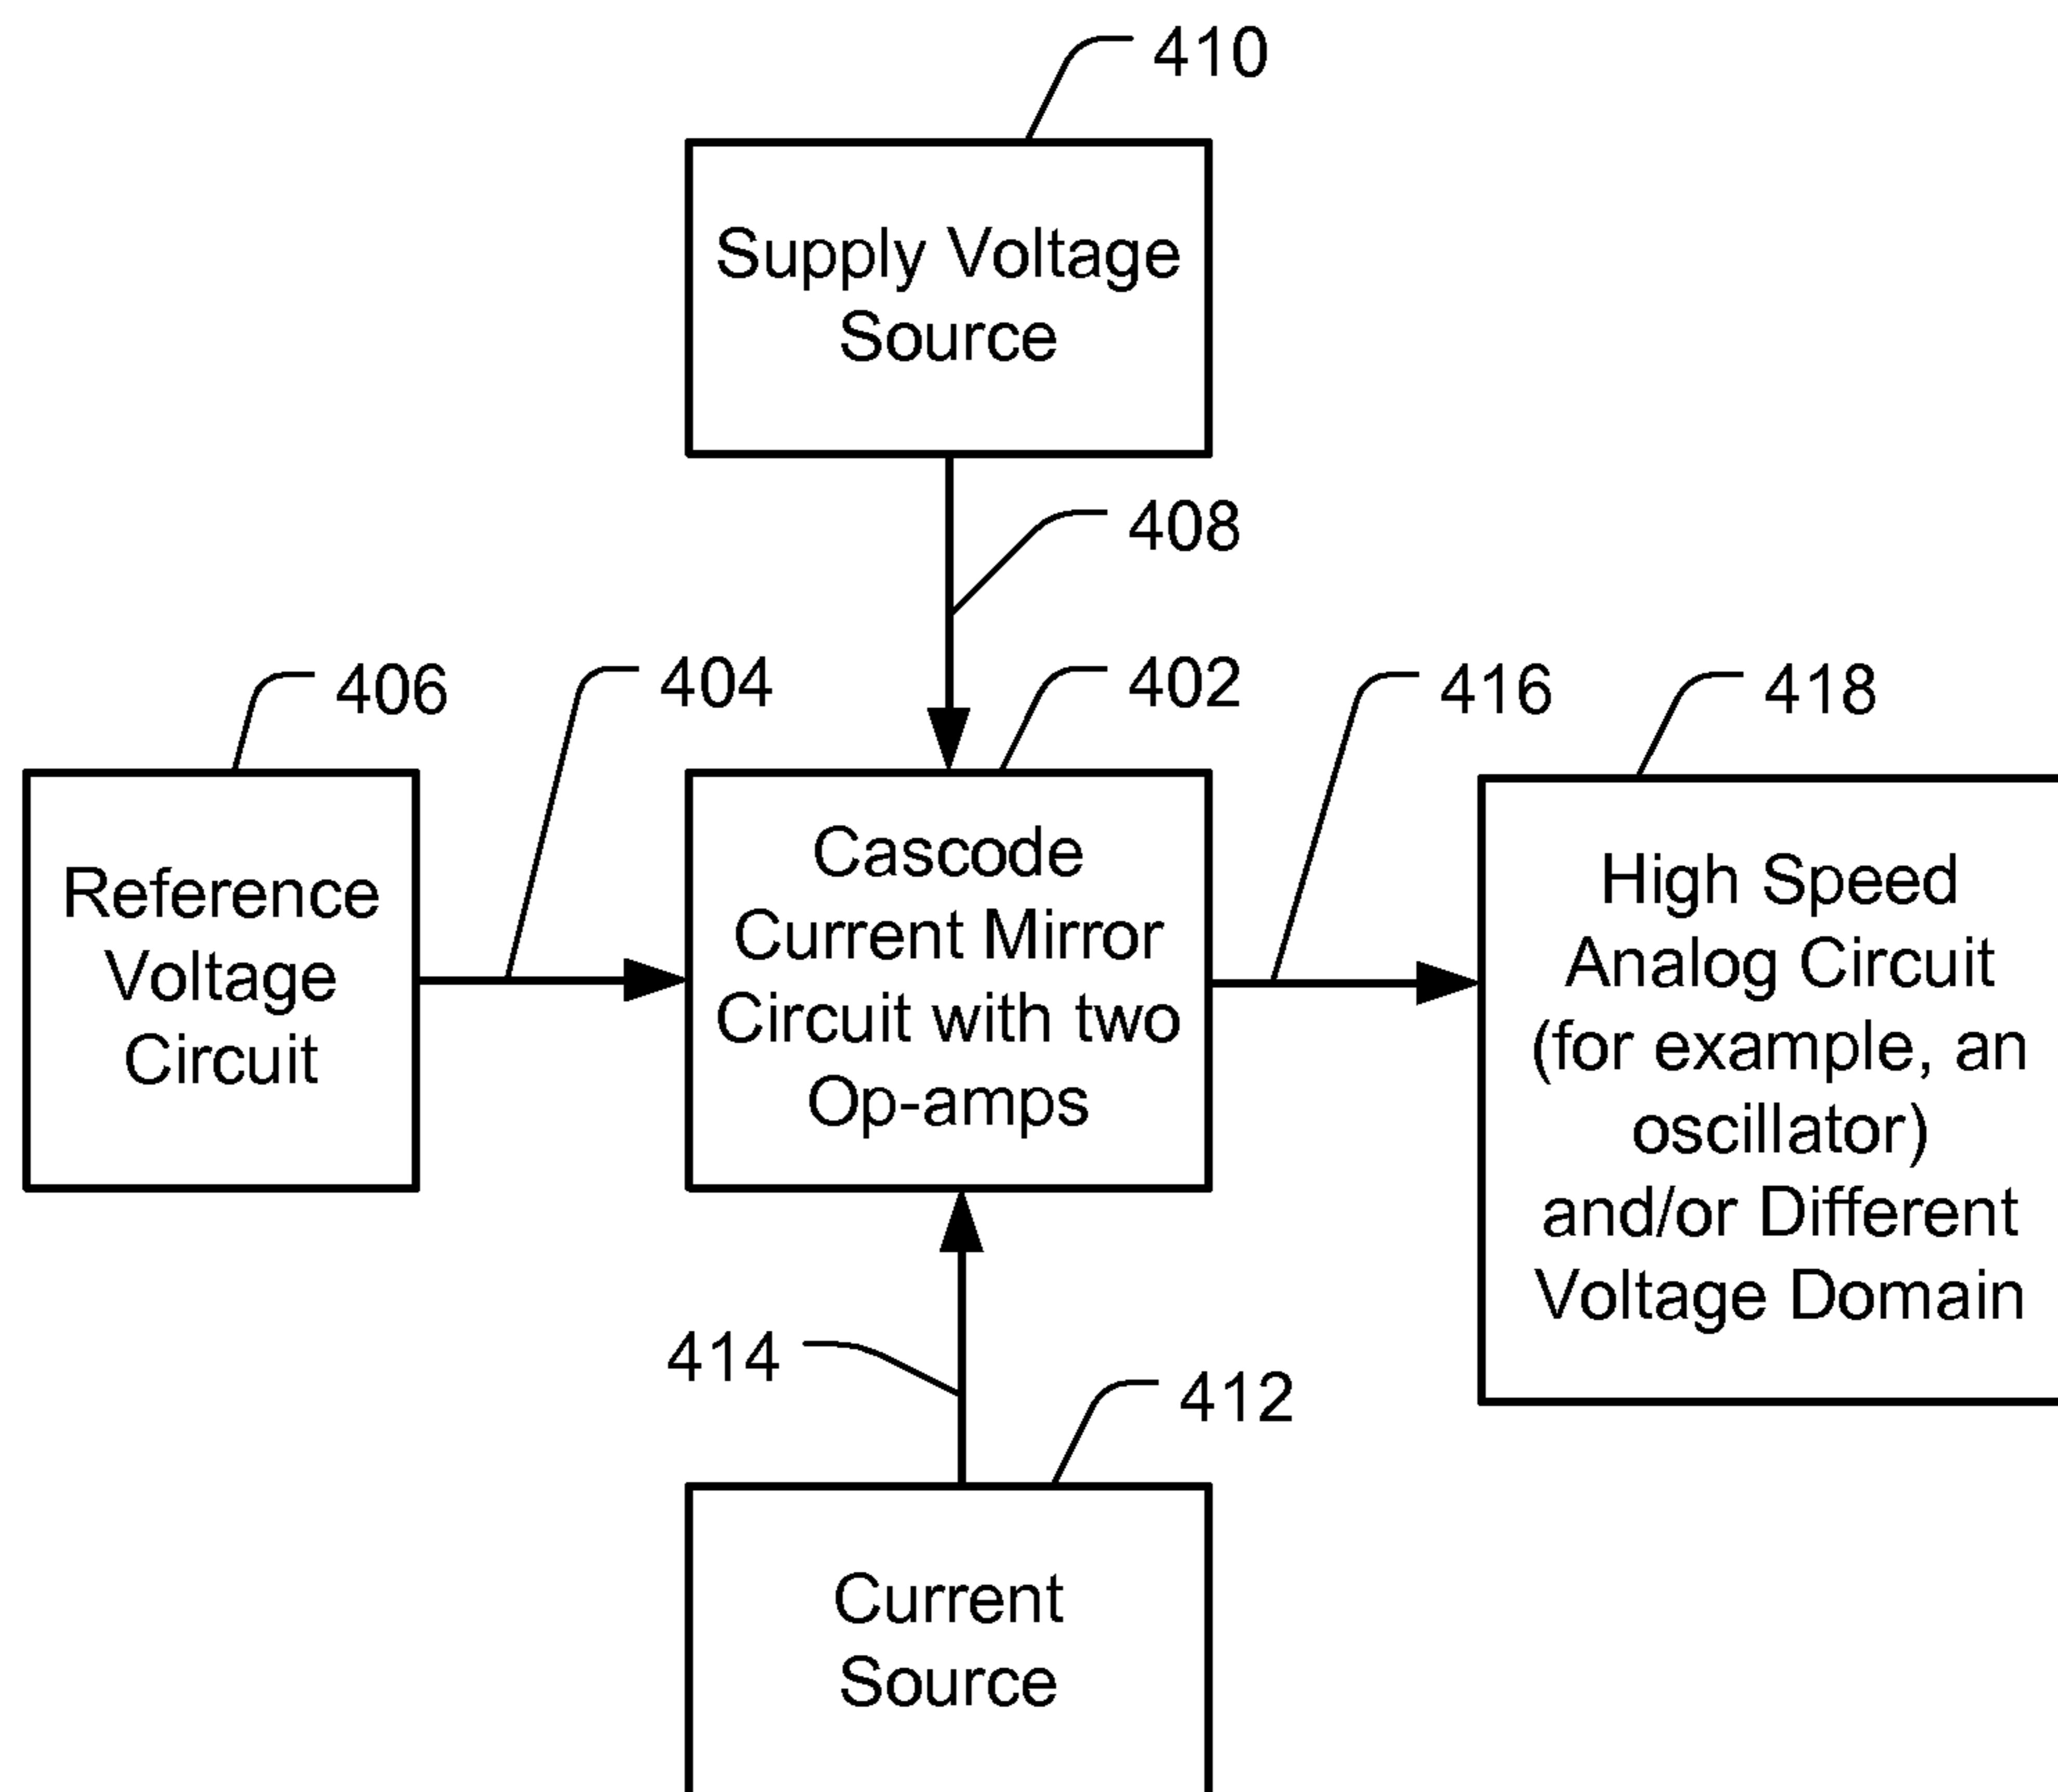 410
Supply Voltage
Source
408
406
404
402
416
418
Reference
Voltage
Circuit
Cascode
Current Mirror
Circuit with two
Op-amps
High Speed
Analog Circuit
(for example, an
oscillator)
and/or Different
Voltage Domain
414
412
Current
Source